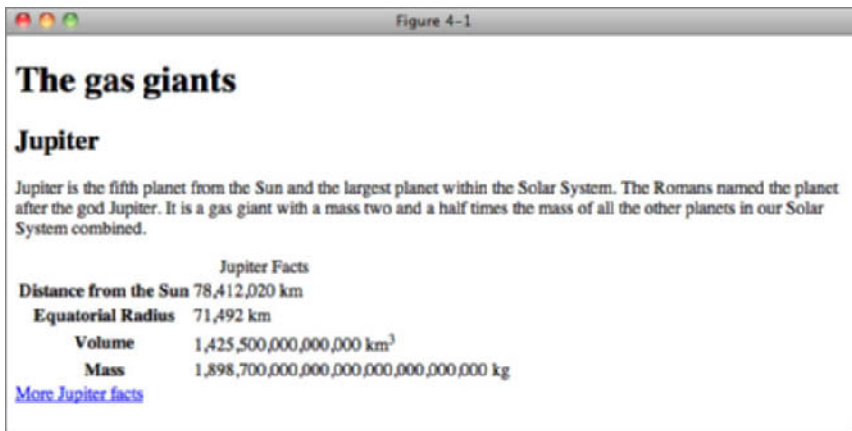 Figure 4-1
The gas giants
Jupiter
Jupiter is the fifth planet from the Sun and the largest planet within the Solar System. The Romans named the planet
after the god Jupiter. It is a gas giant with a mass two and a half times the mass of all the other planets in our Solar
System combined.
Jupiter Facts
Distance from the Sun 78,412,020 km
Equatorial Radius 71,492 km
Volume 1,425,500,000,000,000 km³
Mass 1,898,700,000,000,000,000,000,000,000 kg
More Jupiter facts